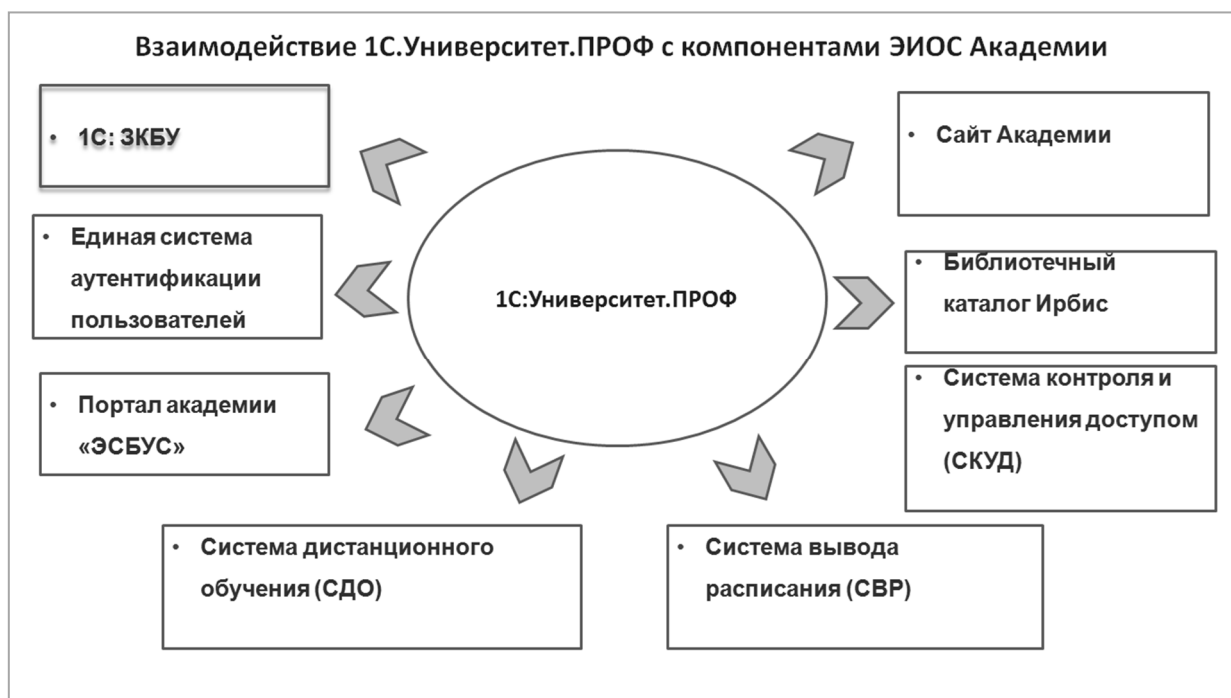 Взаимодействие 1С.Университет.ПРОФ с компонентами ЭИОС Академии
• 1С: ЗКБУ
• Единая система
аутентификации
пользователей
• Портал академии
«ЭСБУС»
1С:Университет.ПРОФ
• Сайт Академии
• Библиотечный
каталог Ирбис
• Система контроля и
управления доступом
(СКУД)
• Система дистанционного
обучения (СДО)
• Система вывода
расписания (СВР)